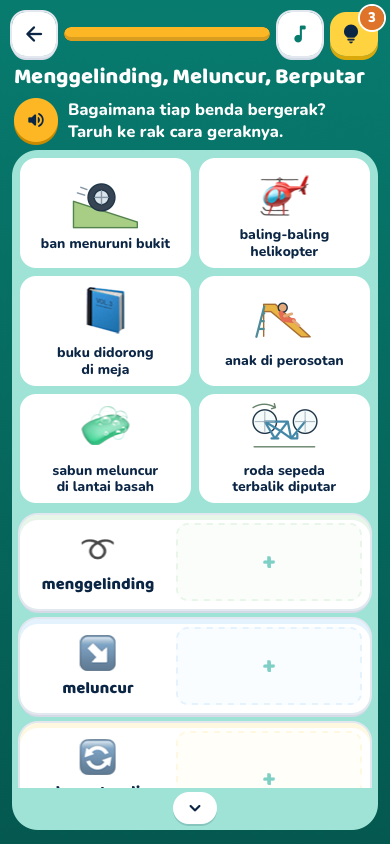 3
Menggelinding, Meluncur, Berputar
Bagaimana tiap benda bergerak?
Taruh ke rak cara geraknya.
ban menuruni bukit
baling-baling
helikopter
buku didorong
di meja
anak di perosotan
sabun meluncur
di lantai basah
roda sepeda
terbalik diputar
menggelinding
+
meluncur
+
+